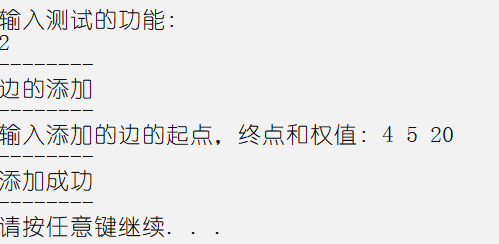 输入测试的功能:
2
--------
边的添加
--------
输入添加的边的起点，终点和权值: 4 5 20
--------
添加成功
--------
请按任意键继续. . .